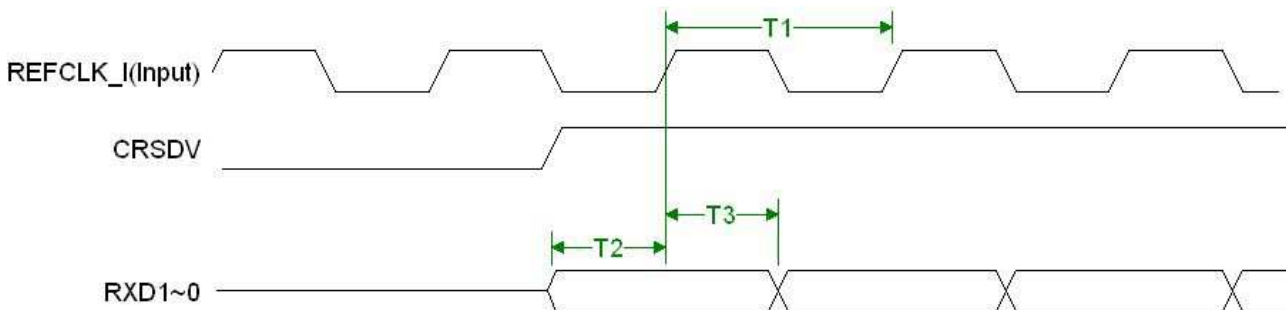 T1
REFCLK_I(Input)
CRSDV
T3
T2
RXD1~0